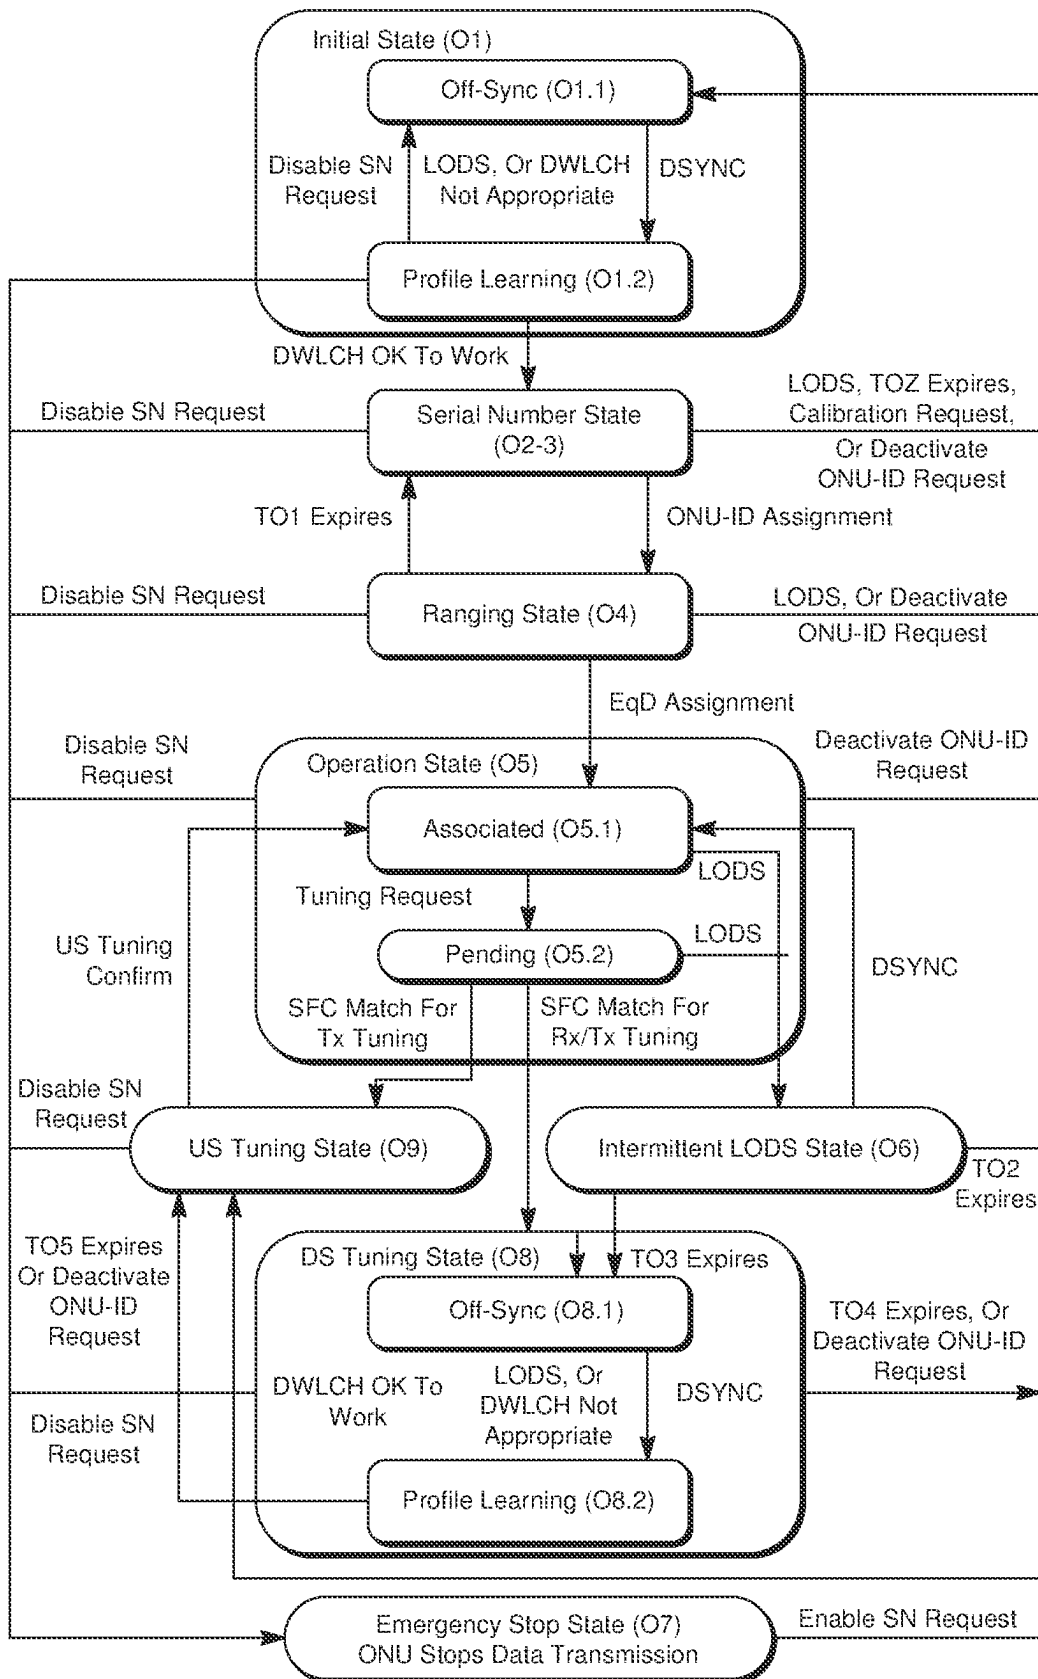 Initial State (O1)
Off-Sync (O1.1)
Disable SN
Request
LODS, Or DWLCH
Not Appropriate
DSYNC
Profile Learning (O1.2)
DWLCH OK To Work
Disable SN Request
Serial Number State
(O2-3)
LODS, TOZ Expires,
Calibration Request,
Or Deactivate
ONU-ID Request
TO1 Expires
ONU-ID Assignment
Disable SN Request
Ranging State (O4)
LODS, Or Deactivate
ONU-ID Request
EqD Assignment
Disable SN
Request
Operation State (O5)
Deactivate ONU-ID
Request
Associated (O5.1)
LODS
Tuning Request
US Tuning
Confirm
Pending (O5.2)
LODS
DSYNC
SFC Match For
Tx Tuning
SFC Match For
Rx/Tx Tuning
Disable SN
Request
US Tuning State (O9)
Intermittent LODS State (O6)
TO2
Expires
TO5 Expires
Or Deactivate
ONU-ID
Request
DS Tuning State (O8)
TO3 Expires
Off-Sync (O8.1)
TO4 Expires, Or
Deactivate ONU-ID
Request
DWLCH OK To
Work
LODS, Or
DWLCH Not
Appropriate
DSYNC
Disable SN
Request
Profile Learning (O8.2)
Emergency Stop State (O7)
ONU Stops Data Transmission
Enable SN Request